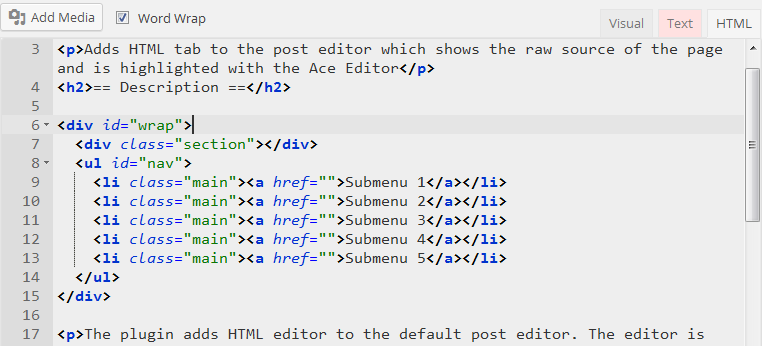 Add Media Word Wrap Visual Text HTML
3 <p>Adds HTML tab to the post editor which shows the raw source of the page
and is highlighted with the Ace Editor</p>
4 <h2>== Description ==</h2>
5
6 <div id="wrap">
7 <div class="section"></div>
8 <ul id="nav">
9 <li class="main"><a href="">Submenu 1</a></li>
10 <li class="main"><a href="">Submenu 2</a></li>
11 <li class="main"><a href="">Submenu 3</a></li>
12 <li class="main"><a href="">Submenu 4</a></li>
13 <li class="main"><a href="">Submenu 5</a></li>
14 </ul>
15 </div>
16
17 <p>The plugin adds HTML editor to the default post editor. The editor is